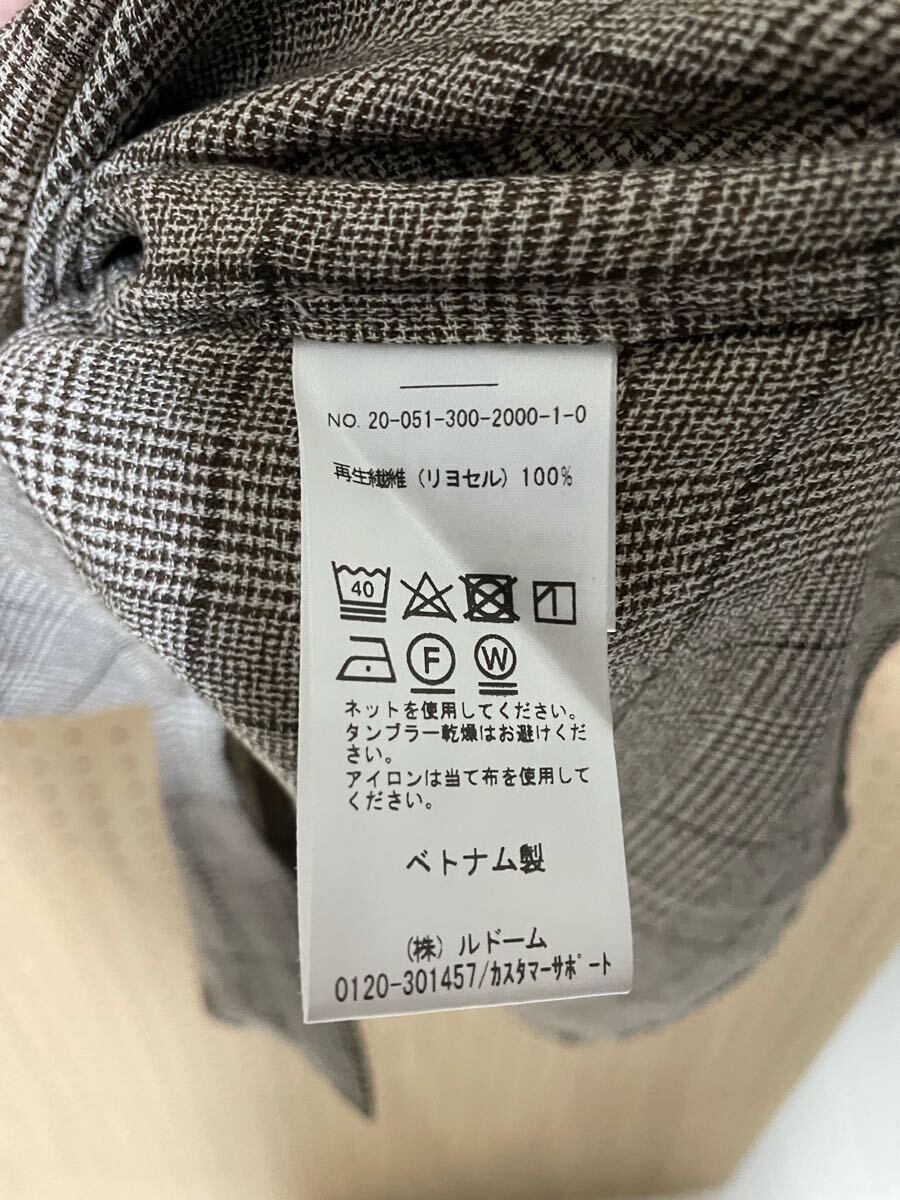 NO. 20-051-300-2000-1-0
再生繊維 (リヨセル) 100%
40
F W
ネットを使用してください。
タンブラー乾燥はお避けくだ
さい。
アイロンは当て布を使用して
ください。
ベトナム製
(株) ルドーム
0120-301457/カスタマーサポート